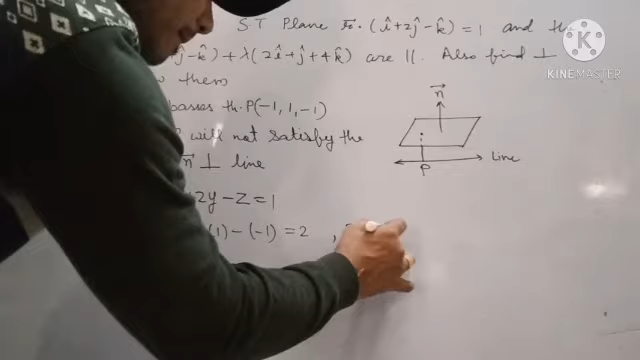 ST Plane r⃗.(î+2ĵ-k̂)=1 and the
ĵ-k̂)+λ(2î+ĵ+4k̂) are ||. Also find ⊥
them
passes th. P(-1,1,-1)
will not satisfy the
n⃗ ⊥ line
2y-z=1
(1)-(-1)=2 ,
n⃗
P
Line
KINEMASTER